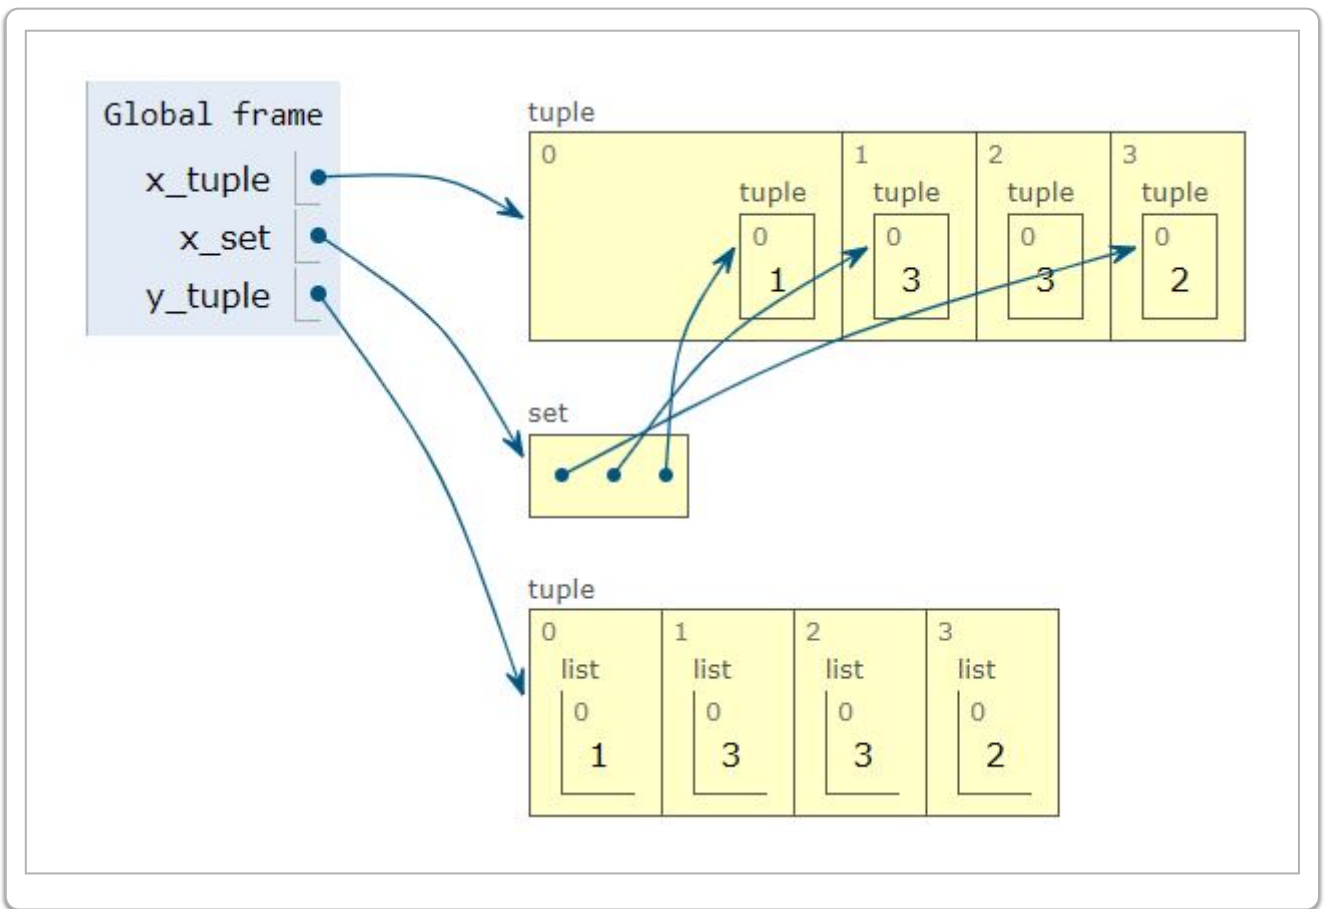 Global frame
x_tuple
x_set
y_tuple
tuple
0 1 2 3
tuple tuple tuple tuple
0 0 0 0
1 3 3 2
set
tuple
0 1 2 3
list list list list
0 0 0 0
1 3 3 2